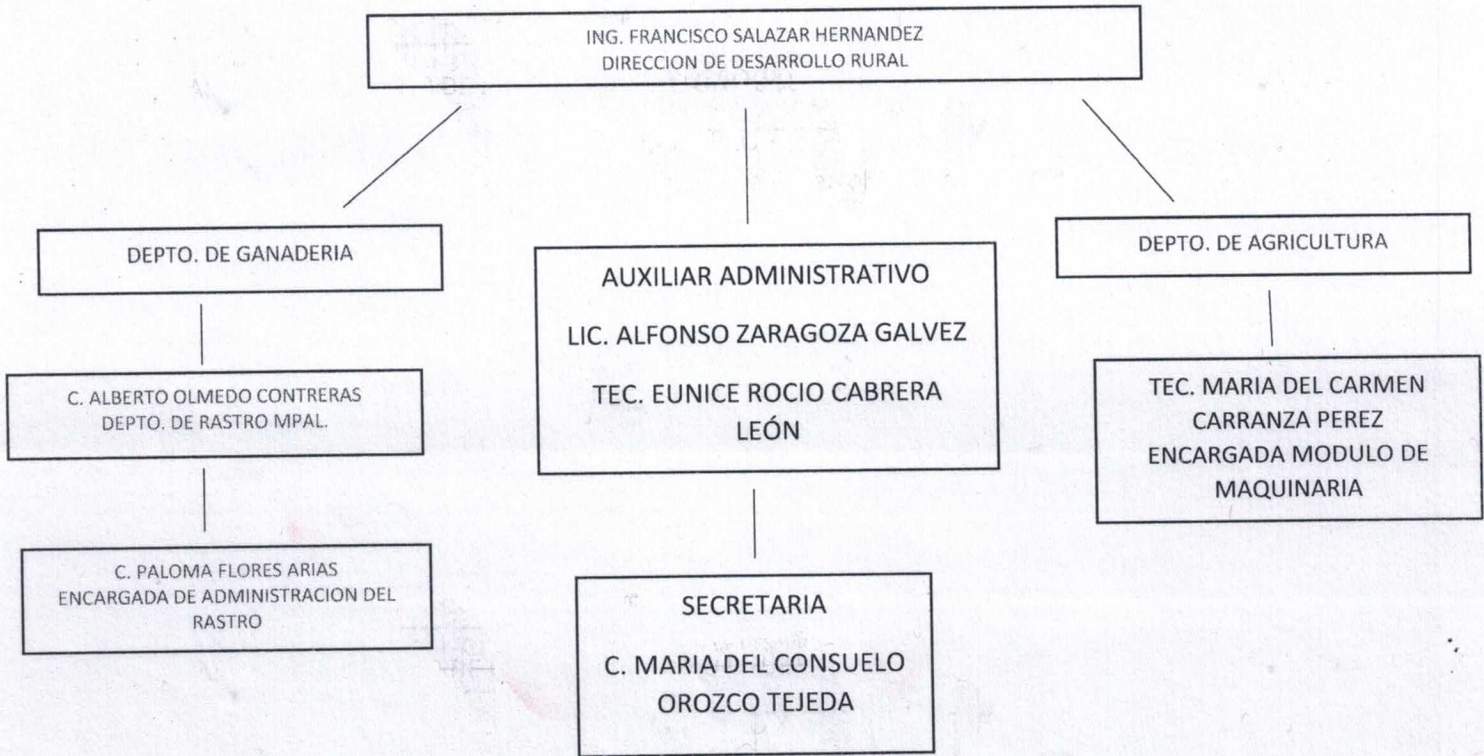 ING. FRANCISCO SALAZAR HERNANDEZ
DIRECCION DE DESARROLLO RURAL
DEPTO. DE GANADERIA
C. ALBERTO OLMEDO CONTRERAS
DEPTO. DE RASTRO MPAL.
C. PALOMA FLORES ARIAS
ENCARGADA DE ADMINISTRACION DEL
RASTRO
AUXILIAR ADMINISTRATIVO
LIC. ALFONSO ZARAGOZA GALVEZ
TEC. EUNICE ROCIO CABRERA
LEÓN
SECRETARIA
C. MARIA DEL CONSUELO
OROZCO TEJEDA
DEPTO. DE AGRICULTURA
TEC. MARIA DEL CARMEN
CARRANZA PEREZ
ENCARGADA MODULO DE
MAQUINARIA